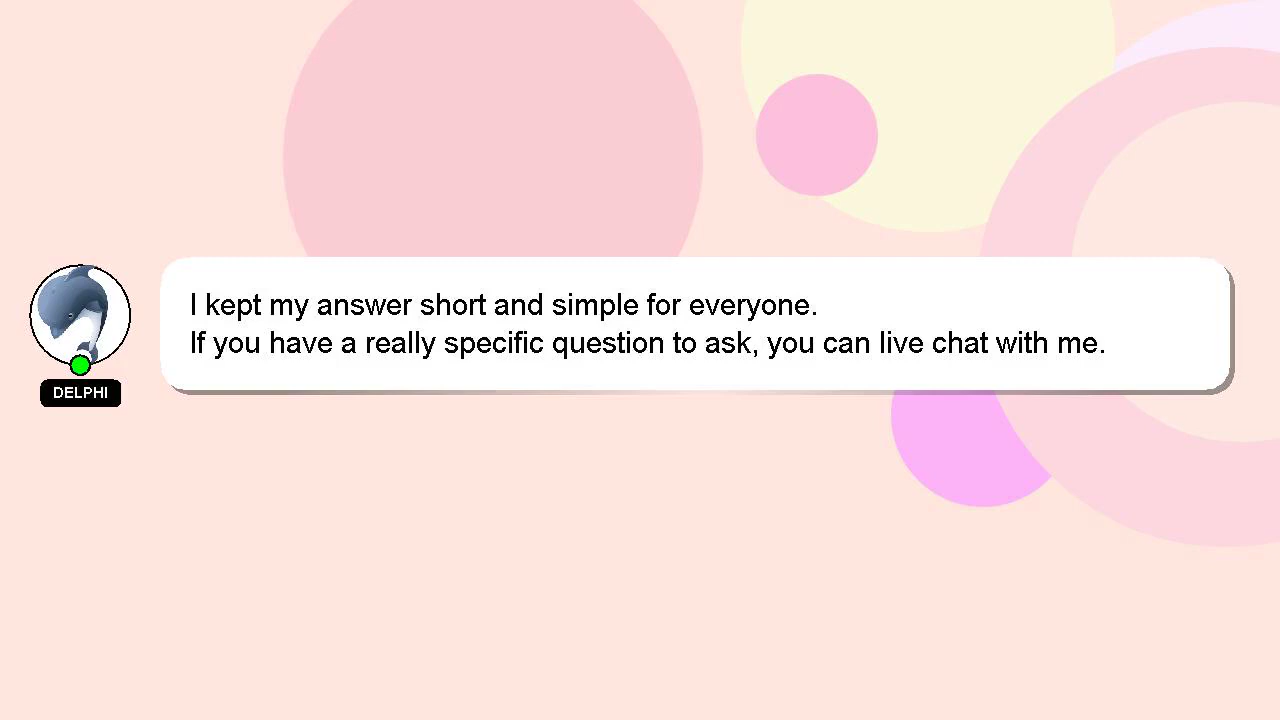 I kept my answer short and simple for everyone.
If you have a really specific question to ask, you can live chat with me.
DELPHI